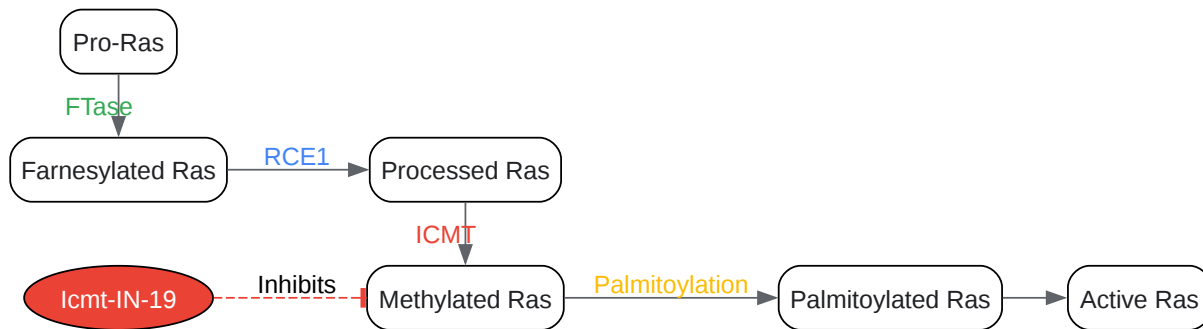 Pro-Ras
FTase
Farnesylated Ras
RCE1
Processed Ras
ICMT
Icmt-IN-19
Inhibits
Methylated Ras
Palmitoylation
Palmitoylated Ras
Active Ras